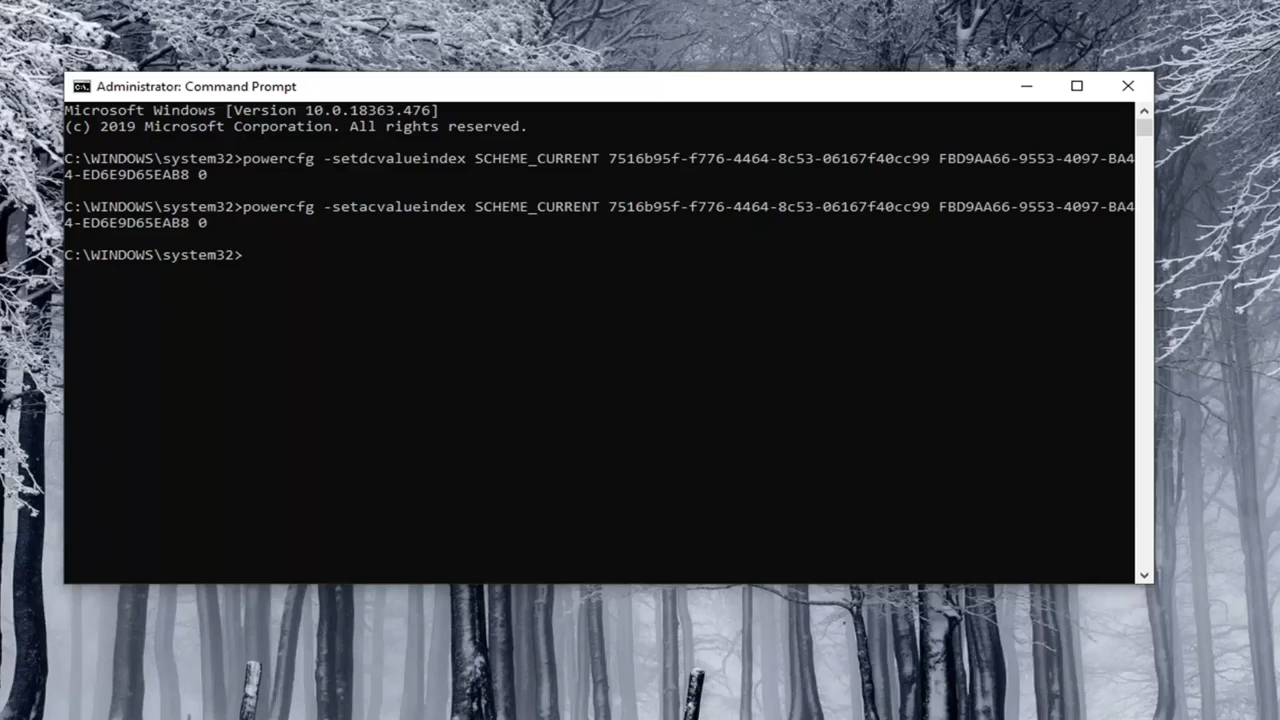 Administrator: Command Prompt
Microsoft Windows [Version 10.0.18363.476]
(c) 2019 Microsoft Corporation. All rights reserved.
C:\WINDOWS\system32>powercfg -setdcvalueindex SCHEME_CURRENT 7516b95f-f776-4464-8c53-06167f40cc99 FBD9AA66-9553-4097-BA4
4-ED6E9D65EAB8 0
C:\WINDOWS\system32>powercfg -setacvalueindex SCHEME_CURRENT 7516b95f-f776-4464-8c53-06167f40cc99 FBD9AA66-9553-4097-BA4
4-ED6E9D65EAB8 0
C:\WINDOWS\system32>